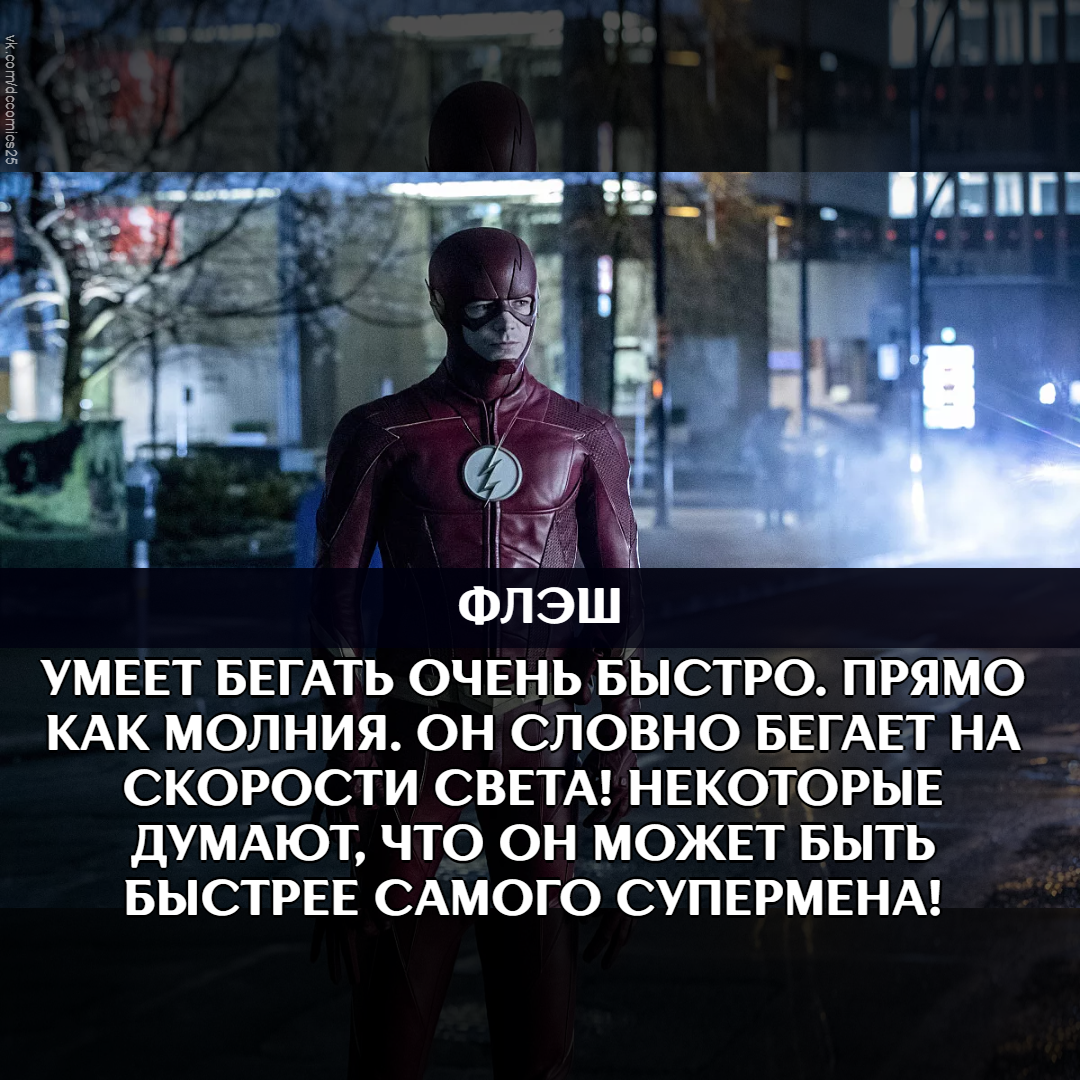 vk.com/dccomics25
ФЛЭШ
УМЕЕТ БЕГАТЬ ОЧЕНЬ БЫСТРО. ПРЯМО
КАК МОЛНИЯ. ОН СЛОВНО БЕГАЕТ НА
СКОРОСТИ СВЕТА! НЕКОТОРЫЕ
ДУМАЮТ, ЧТО ОН МОЖЕТ БЫТЬ
БЫСТРЕЕ САМОГО СУПЕРМЕНА!